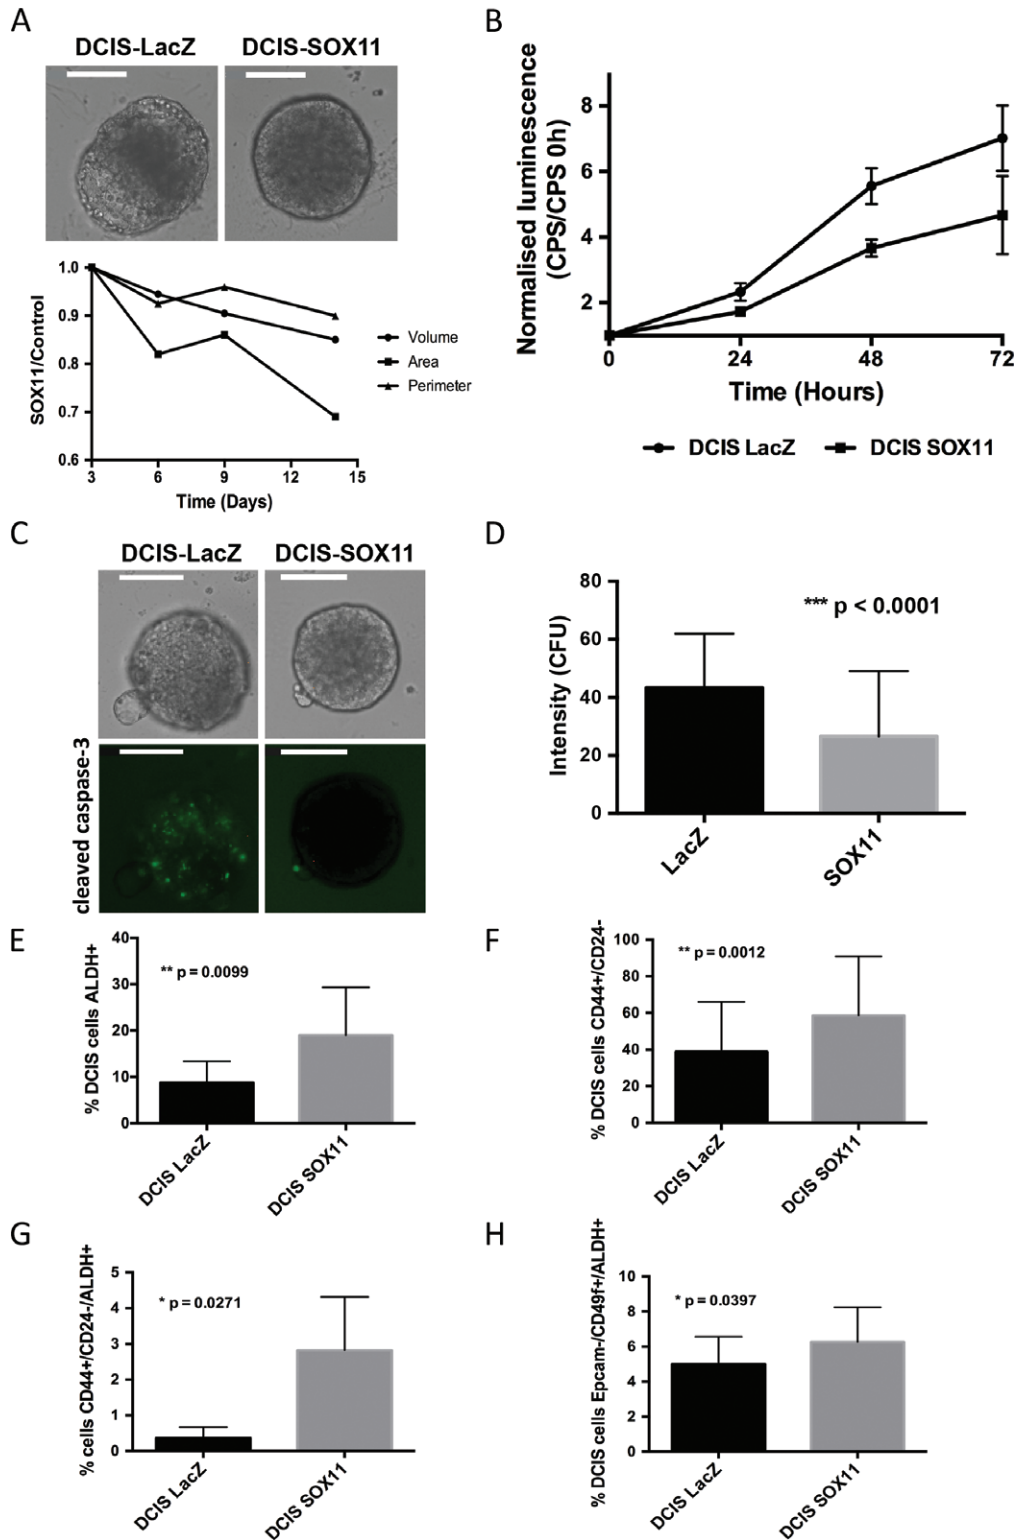 A
DCIS-LacZ
DCIS-SOX11
1.0
0.9
0.8
0.7
0.6
SOX11/Control
3
6
9
12
15
Time (Days)
Volume
Area
Perimeter
B
Normalised luminescence
(CPS/CPS 0h)
8
6
4
2
0
24
48
72
Time (Hours)
DCIS LacZ
DCIS SOX11
C
DCIS-LacZ
DCIS-SOX11
cleaved caspase-3
D
Intensity (CFU)
80
60
40
20
0
*** p < 0.0001
LacZ
SOX11
E
% DCIS cells ALDH+
40
30
20
10
0
** p = 0.0099
DCIS LacZ
DCIS SOX11
F
% DCIS cells CD44+/CD24-
100
80
60
40
20
0
** p = 0.0012
DCIS LacZ
DCIS SOX11
G
% cells CD44+/CD24-/ALDH+
5
4
3
2
1
0
* p = 0.0271
DCIS LacZ
DCIS SOX11
H
% DCIS cells Epcam-/CD49f+/ALDH+
10
8
6
4
2
0
* p = 0.0397
DCIS LacZ
DCIS SOX11